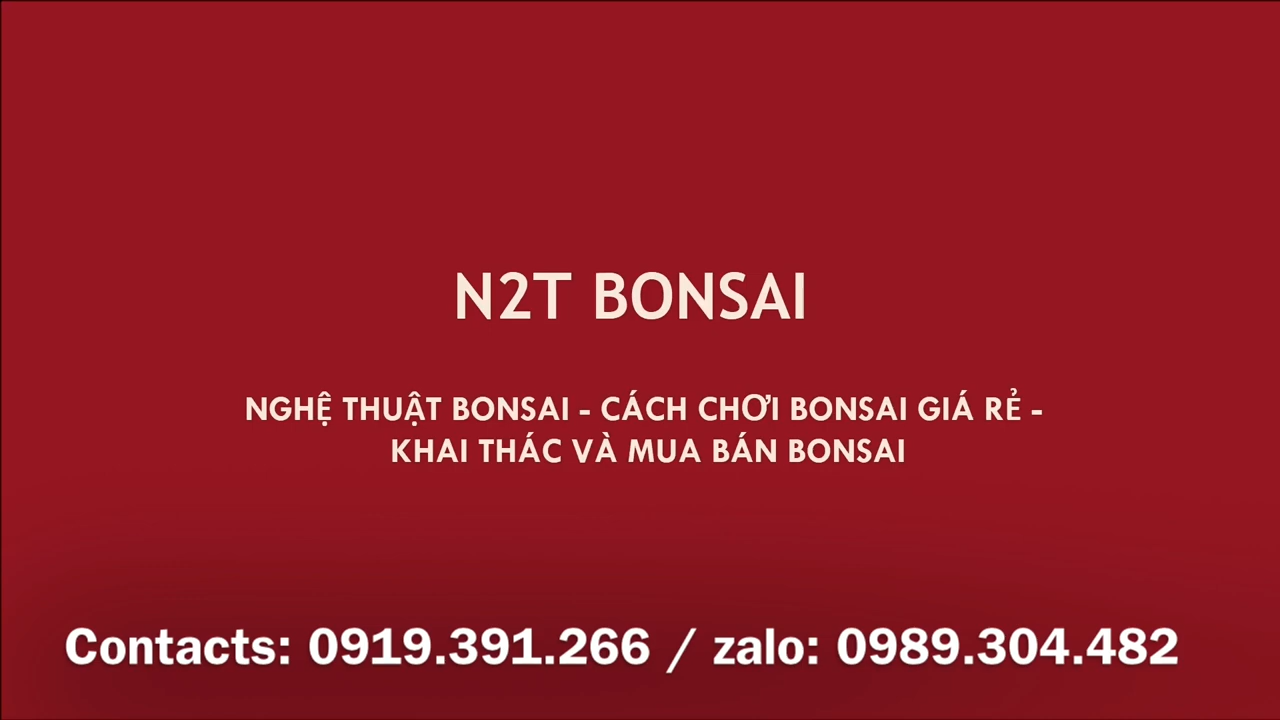 N2T BONSAI
NGHỆ THUẬT BONSAI - CÁCH CHƠI BONSAI GIÁ RẺ -
KHAI THÁC VÀ MUA BÁN BONSAI
Contacts: 0919.391.266 / zalo: 0989.304.482